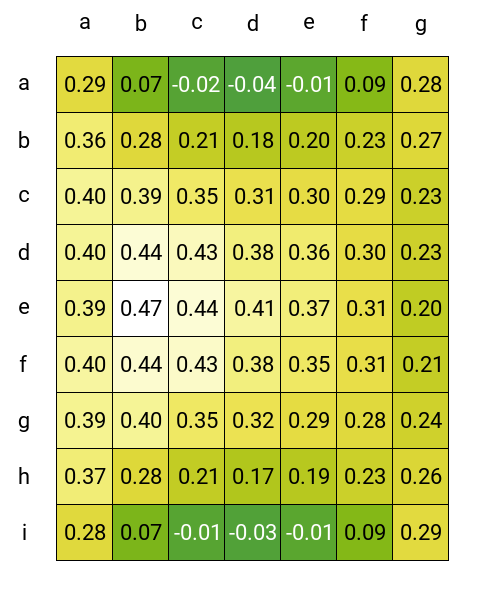 a b c d e f g
a 0.29 0.07 -0.02 -0.04 -0.01 0.09 0.28
b 0.36 0.28 0.21 0.18 0.20 0.23 0.27
c 0.40 0.39 0.35 0.31 0.30 0.29 0.23
d 0.40 0.44 0.43 0.38 0.36 0.30 0.23
e 0.39 0.47 0.44 0.41 0.37 0.31 0.20
f 0.40 0.44 0.43 0.38 0.35 0.31 0.21
g 0.39 0.40 0.35 0.32 0.29 0.28 0.24
h 0.37 0.28 0.21 0.17 0.19 0.23 0.26
i 0.28 0.07 -0.01 -0.03 -0.01 0.09 0.29